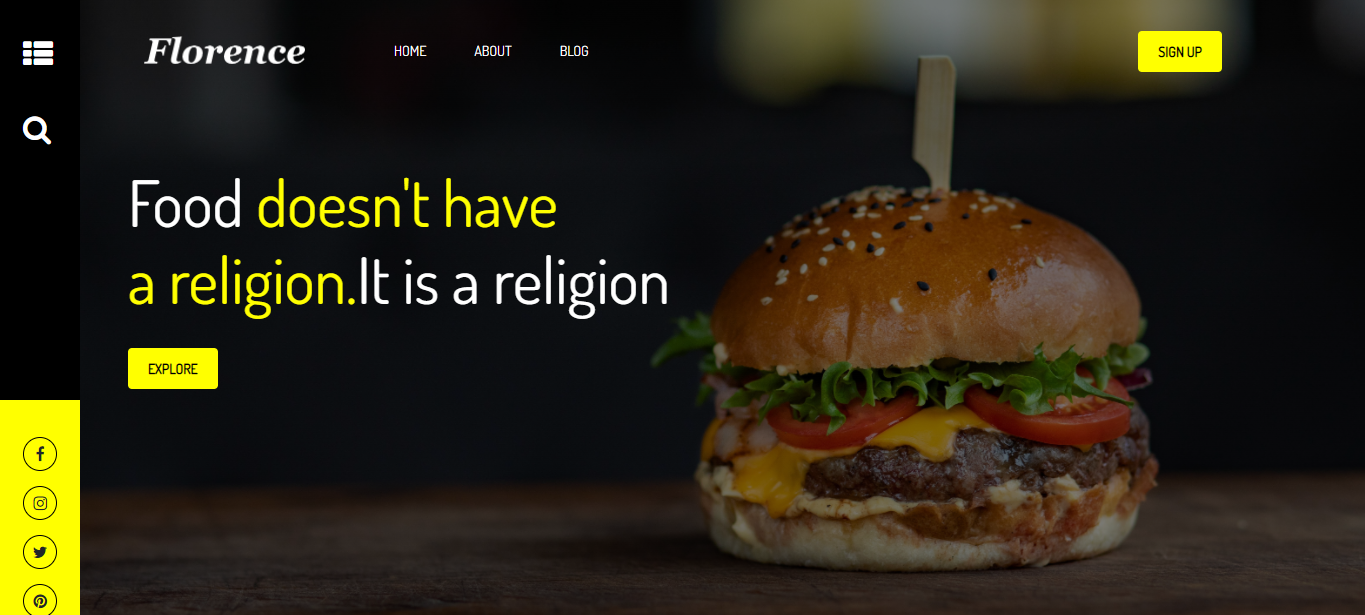 Florence
HOME
ABOUT
BLOG
SIGN UP
Food doesn't have
a religion.It is a religion
EXPLORE